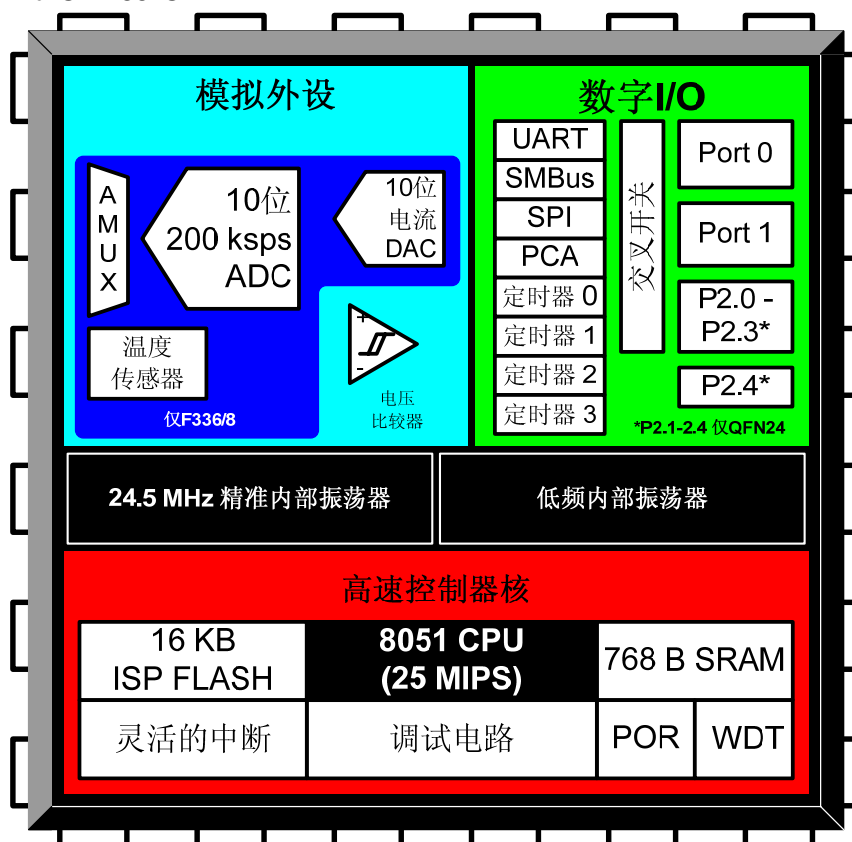 模拟外设
A
M
U
X
10位
200 ksps
ADC
10位
电流
DAC
温度
传感器
仅F336/8
+
-
电压
比较器
数字I/O
UART
SMBus
SPI
PCA
定时器 0
定时器 1
定时器 2
定时器 3
交叉开关
Port 0
Port 1
P2.0 -
P2.3*
P2.4*
*P2.1-2.4 仅QFN24
24.5 MHz 精准内部振荡器
低频内部振荡器
高速控制器核
16 KB
ISP FLASH
8051 CPU
(25 MIPS)
768 B SRAM
灵活的中断
调试电路
POR
WDT